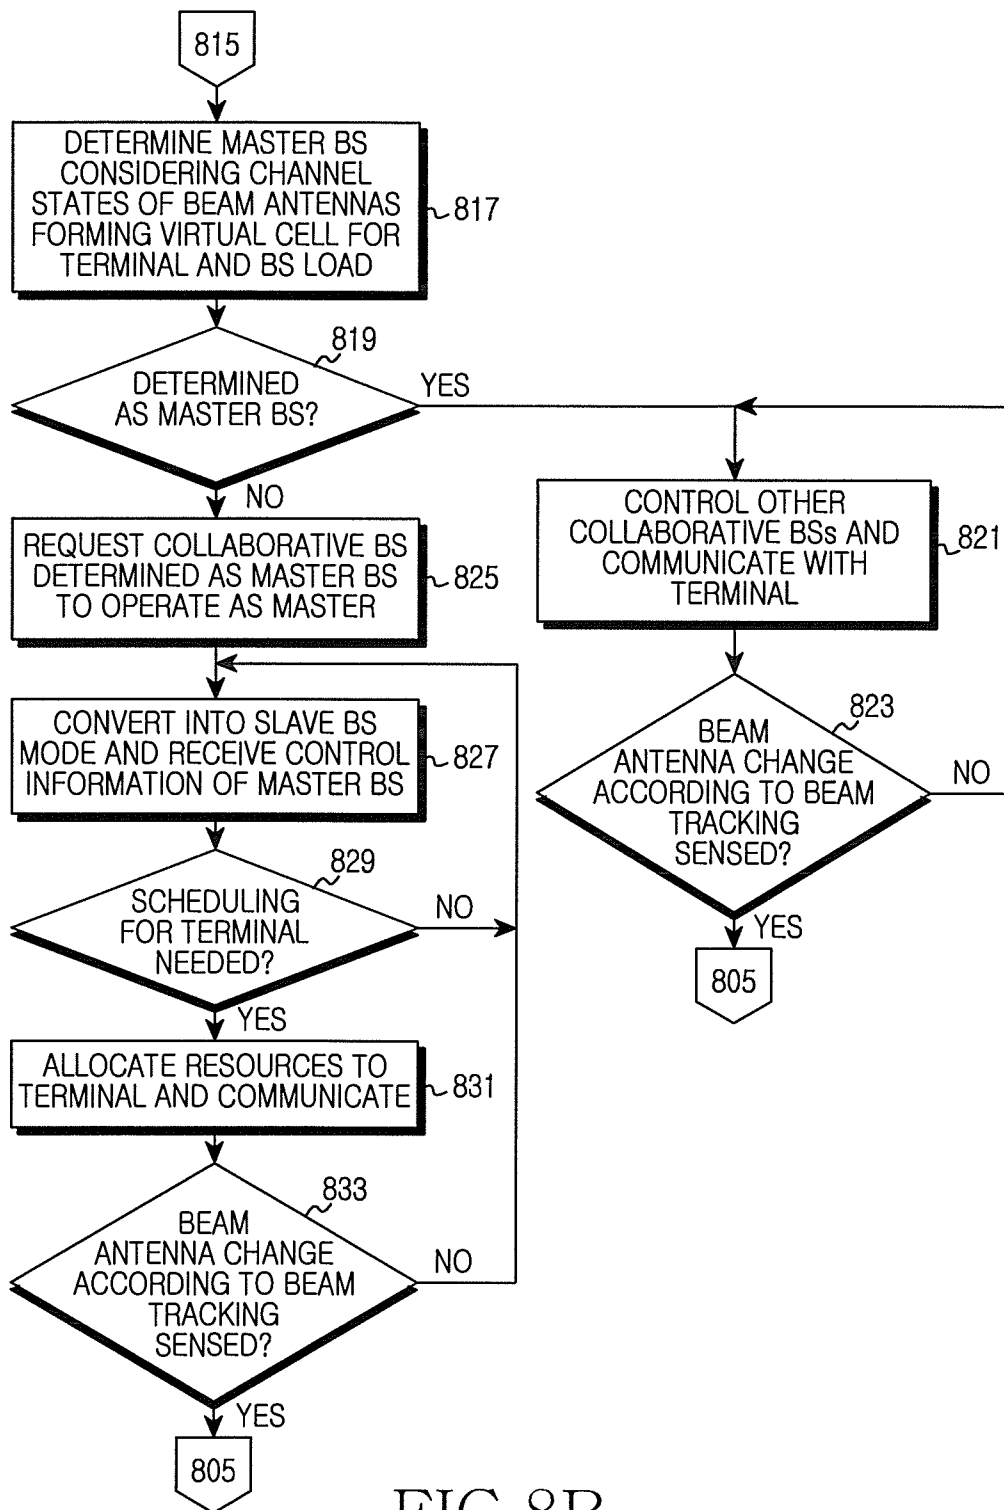 815
DETERMINE MASTER BS
CONSIDERING CHANNEL
STATES OF BEAM ANTENNAS
FORMING VIRTUAL CELL FOR
TERMINAL AND BS LOAD
817
819
DETERMINED
AS MASTER BS?
YES
NO
CONTROL OTHER
COLLABORATIVE BSs AND
COMMUNICATE WITH
TERMINAL
821
REQUEST COLLABORATIVE BS
DETERMINED AS MASTER BS
TO OPERATE AS MASTER
825
823
BEAM
ANTENNA CHANGE
ACCORDING TO BEAM
TRACKING
SENSED?
NO
YES
805
CONVERT INTO SLAVE BS
MODE AND RECEIVE CONTROL
INFORMATION OF MASTER BS
827
829
SCHEDULING
FOR TERMINAL
NEEDED?
NO
YES
ALLOCATE RESOURCES TO
TERMINAL AND COMMUNICATE
831
833
BEAM
ANTENNA CHANGE
ACCORDING TO BEAM
TRACKING
SENSED?
NO
YES
805
FIG.8B